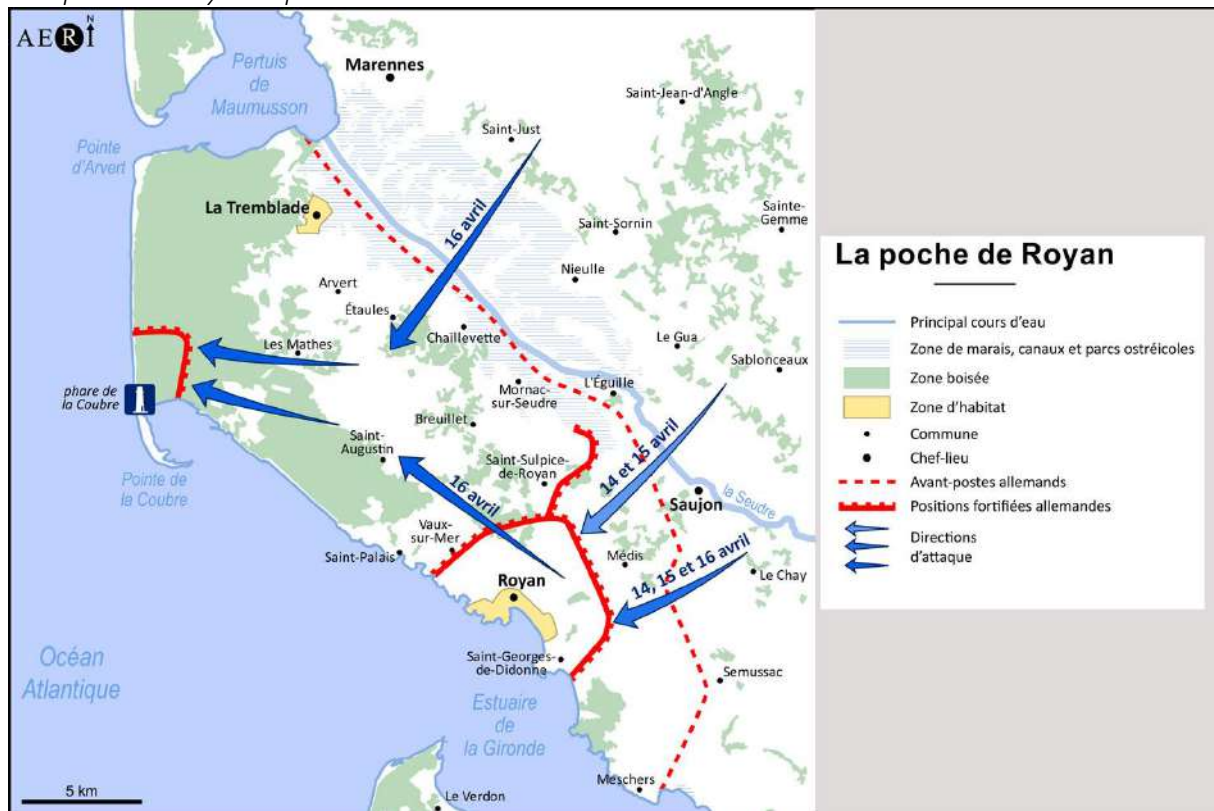 AERI
N
Pertuis
de
Maumusson
Marennes
Saint-Jean-d'Angle
Saint-Just
Pointe
d'Arvert
La Tremblade
16 avril
Saint-Sornin
Sainte-
Gemme
Nieulle
Arvert
Étaules
Chaillevette
Le Gua
Les Mathes
Sablonceaux
phare de
la Coubre
Mornac-
sur-Seudre
L'Éguille
Breuillet
Saint-
Augustin
Saint-Sulpice-
de-Royan
14 et 15 avril
Pointe de
la Coubre
16 avril
Saujon
la Seudre
Vaux-
sur-Mer
Saint-Palais
Médis
14, 15 et 16 avril
Le Chay
Royan
Saint-Georges-
de-Didonne
Semussac
Océan
Atlantique
Estuaire
de
la Gironde
Meschers
5 km
Le Verdon
La poche de Royan
Principal cours d'eau
Zone de marais, canaux et parcs ostréicoles
Zone boisée
Zone d'habitat
Commune
Chef-lieu
Avant-postes allemands
Positions fortifiées allemandes
Directions
d'attaque